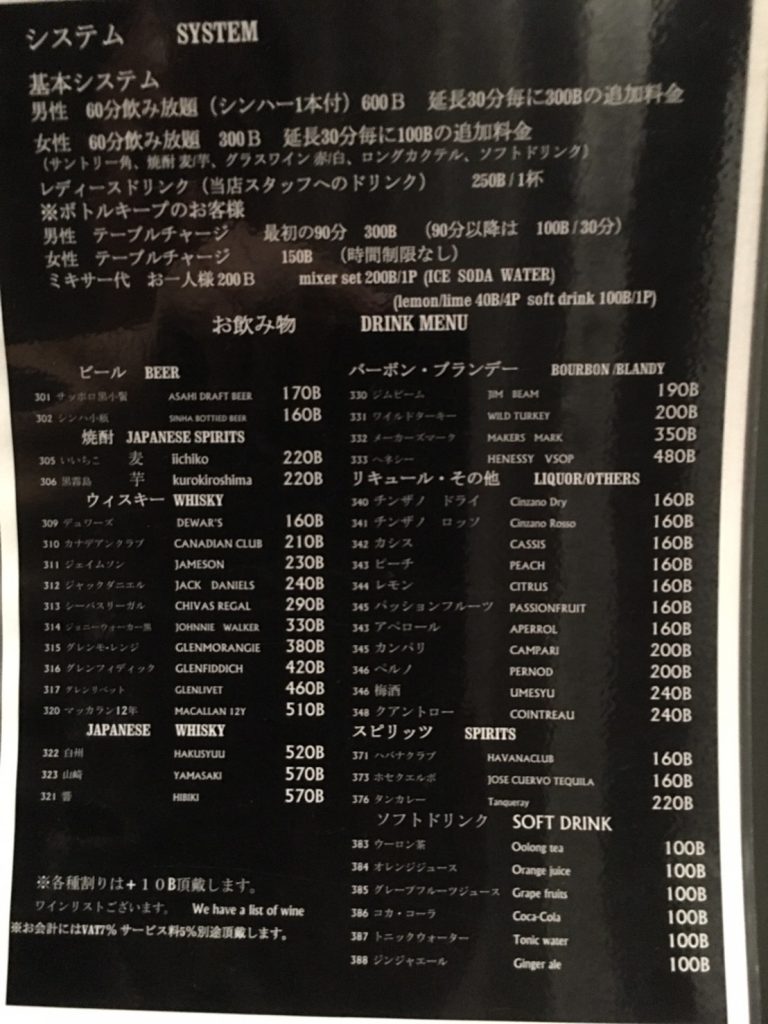 システム SYSTEM
基本システム
男性 60分飲み放題（シンハー1本付）600B 延長30分毎に300Bの追加料金
女性 60分飲み放題 300B 延長30分毎に100Bの追加料金
（サントリー角、焼酎 麦/芋、グラスワイン 赤/白、ロングカクテル、ソフトドリンク）
レディースドリンク（当店スタッフへのドリンク） 250B / 1杯
※ボトルキープのお客様
男性 テーブルチャージ 最初の90分 300B （90分以降は 100B / 30分）
女性 テーブルチャージ 150B （時間制限なし）
ミキサー代 お一人様 200B mixer set 200B/1P (ICE SODA WATER)
(lemon/lime 40B/4P soft drink 100B/1P)
お飲み物 DRINK MENU
ビール BEER
301 サッポロ黒小瓶 ASAHI DRAFT BEER 170B
302 シンハ小瓶 SINHA BOTTIED BEER 160B
焼酎 JAPANESE SPIRITS
305 いいちこ 麦 iichiko 220B
306 黒霧島 芋 kurokiroshima 220B
ウィスキー WHISKY
309 デュワーズ DEWAR'S 160B
310 カナデアンクラブ CANADIAN CLUB 210B
311 ジェイムソン JAMESON 230B
312 ジャックダニエル JACK DANIELS 240B
313 シーバスリーガル CHIVAS REGAL 290B
314 ジョニーウォーカー黒 JOHNNIE WALKER 330B
315 グレンモ-レンジ GLENMORANGIE 380B
316 グレンフィディック GLENFIDDICH 420B
317 グレンリベット GLENLIVET 460B
320 マッカラン12年 MACALLAN 12Y 510B
JAPANESE WHISKY
322 白州 HAKUSYUU 520B
323 山崎 YAMASAKI 570B
321 響 HIBIKI 570B
※各種割りは＋１０B頂戴します。
ワインリストございます。 We have a list of wine
※お会計にはVAT7% サービス料5%別途頂戴します。
バーボン・ブランデー BOURBON /BLANDY
330 ジムビーム JIM BEAM 190B
331 ワイルドターキー WILD TURKEY 200B
332 メーカーズマーク MAKERS MARK 350B
333 ヘネシー HENESSY VSOP 480B
リキュール・その他 LIQUOR/OTHERS
340 チンザノ ドライ Cinzano Dry 160B
341 チンザノ ロッソ Cinzano Rosso 160B
342 カシス CASSIS 160B
343 ピーチ PEACH 160B
344 レモン CITRUS 160B
345 パッションフルーツ PASSIONFRUIT 160B
343 アペロール APERROL 160B
345 カンパリ CAMPARI 200B
346 ペルノ PERNOD 200B
346 梅酒 UMESYU 240B
348 クアントロー COINTREAU 240B
スピリッツ SPIRITS
371 ハバナクラブ HAVANACLUB 160B
373 ホセクエルボ JOSE CUERVO TEQUILA 160B
376 タンカレー Tanqueray 220B
ソフトドリンク SOFT DRINK
383 ウーロン茶 Oolong tea 100B
384 オレンジジュース Orange juice 100B
385 グレープフルーツジュース Grape fruits 100B
386 コカ・コーラ Coca-Cola 100B
387 トニックウォーター Tonic water 100B
388 ジンジャエール Ginger ale 100B